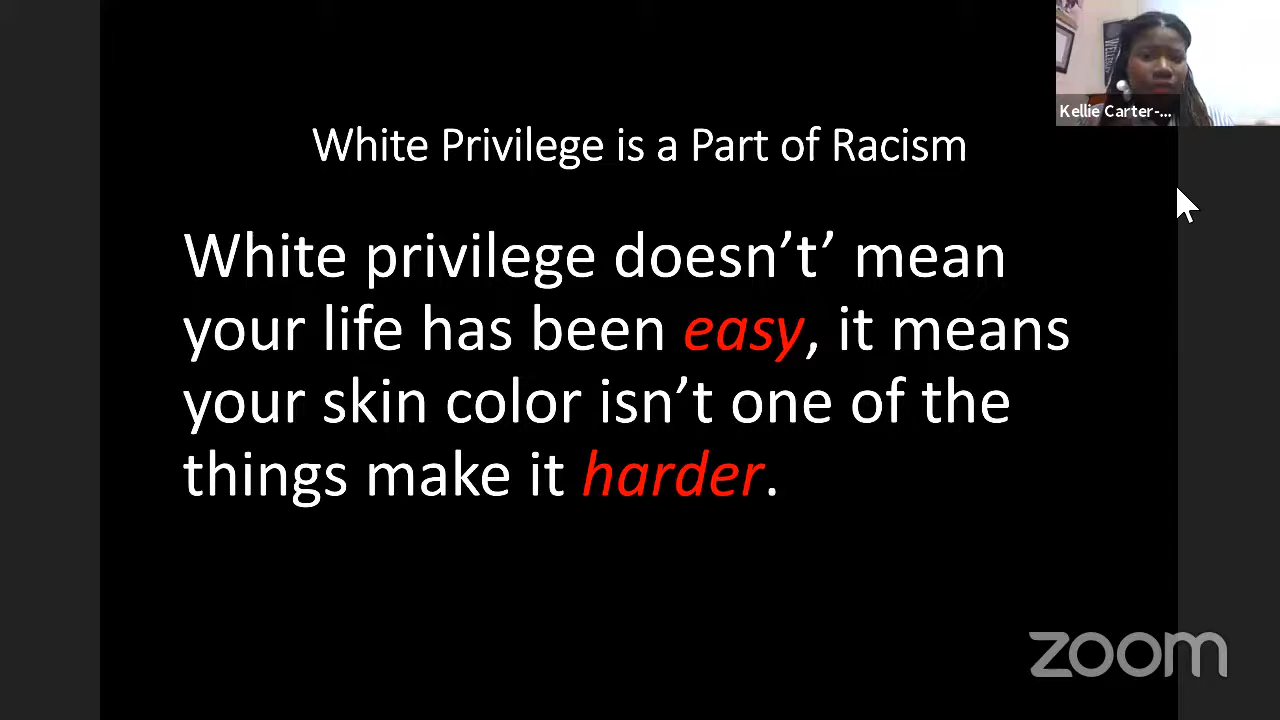 Kellie Carter-...
White Privilege is a Part of Racism
White privilege doesn’t’ mean
your life has been easy, it means
your skin color isn’t one of the
things make it harder.
zoom